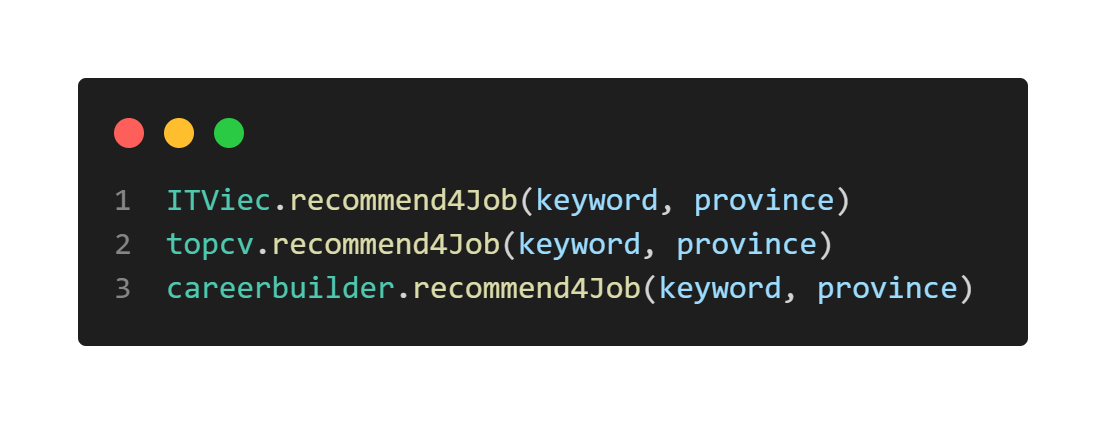 1 ITViec.recommend4Job(keyword, province)
2 topcv.recommend4Job(keyword, province)
3 careerbuilder.recommend4Job(keyword, province)